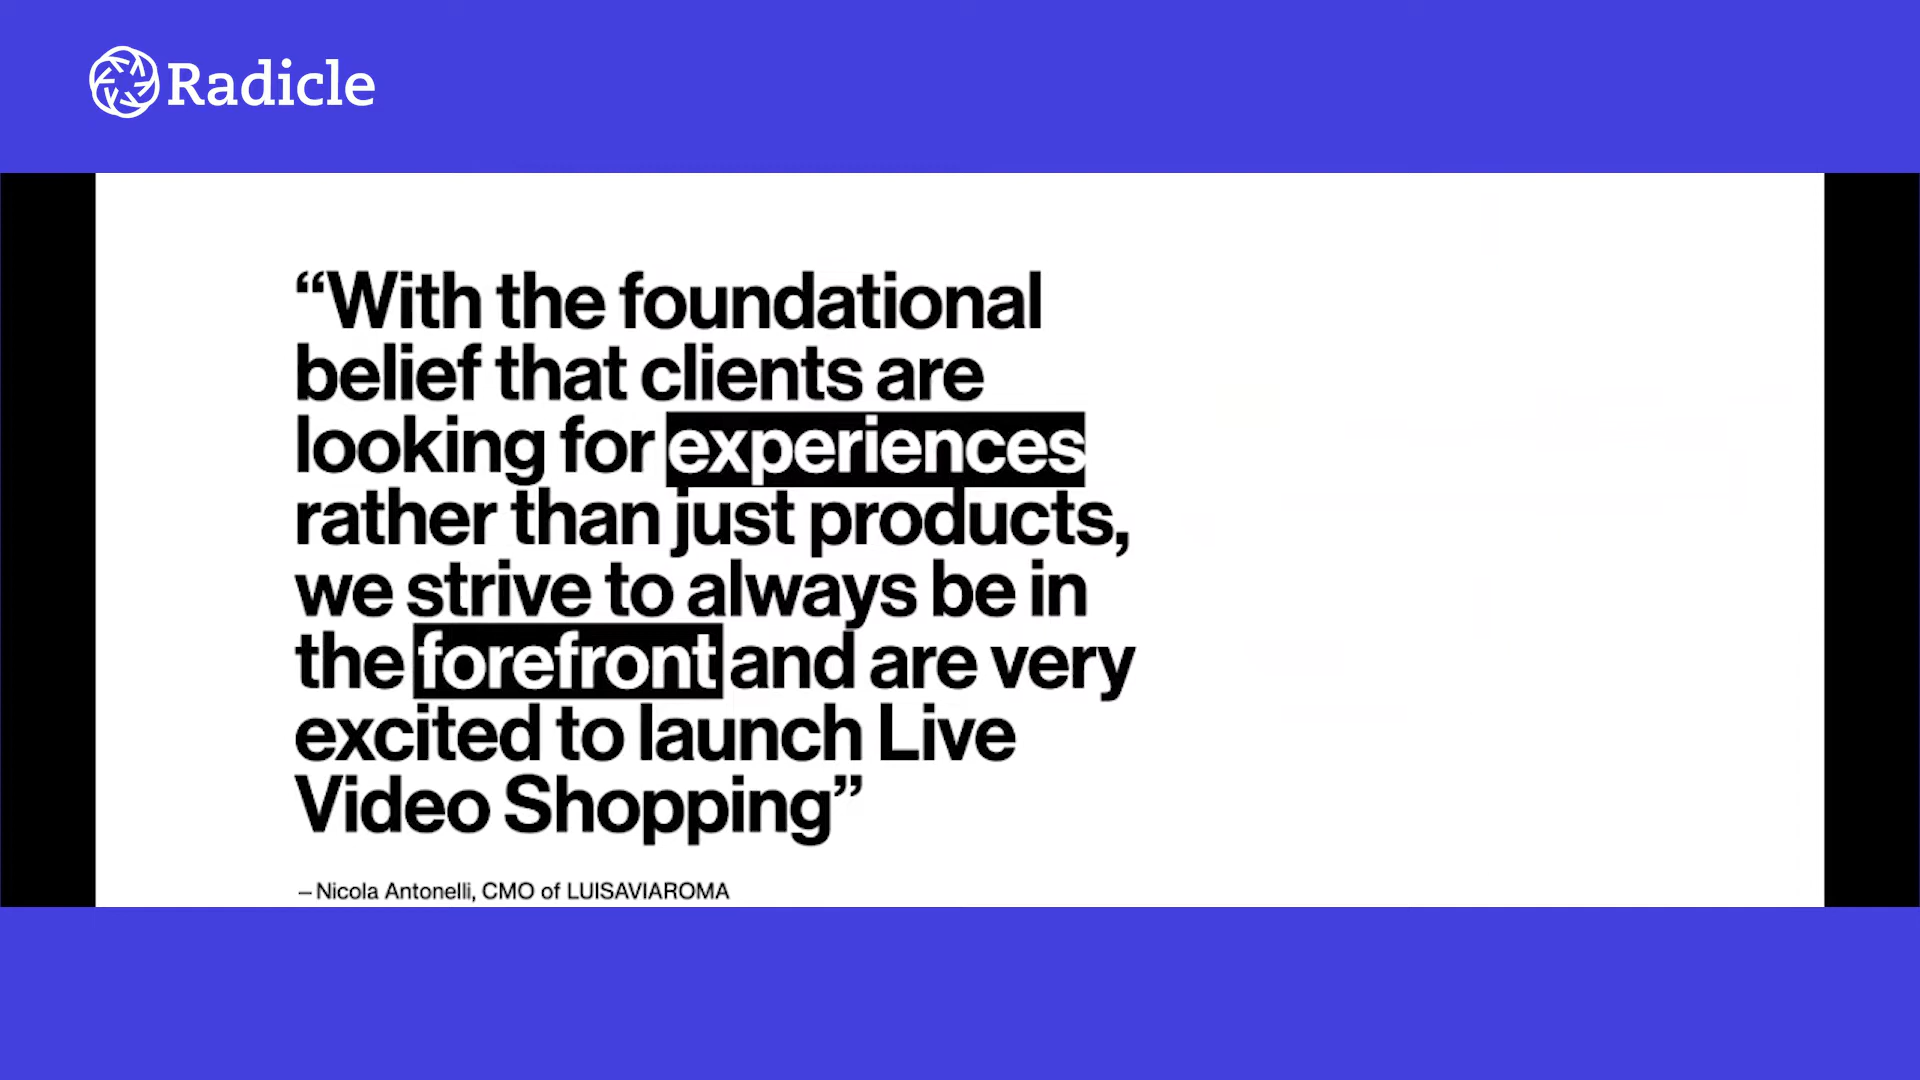 Radicle
“With the foundational
belief that clients are
looking for experiences
rather than just products,
we strive to always be in
the forefront and are very
excited to launch Live
Video Shopping”
– Nicola Antonelli, CMO of LUISAVIAROMA